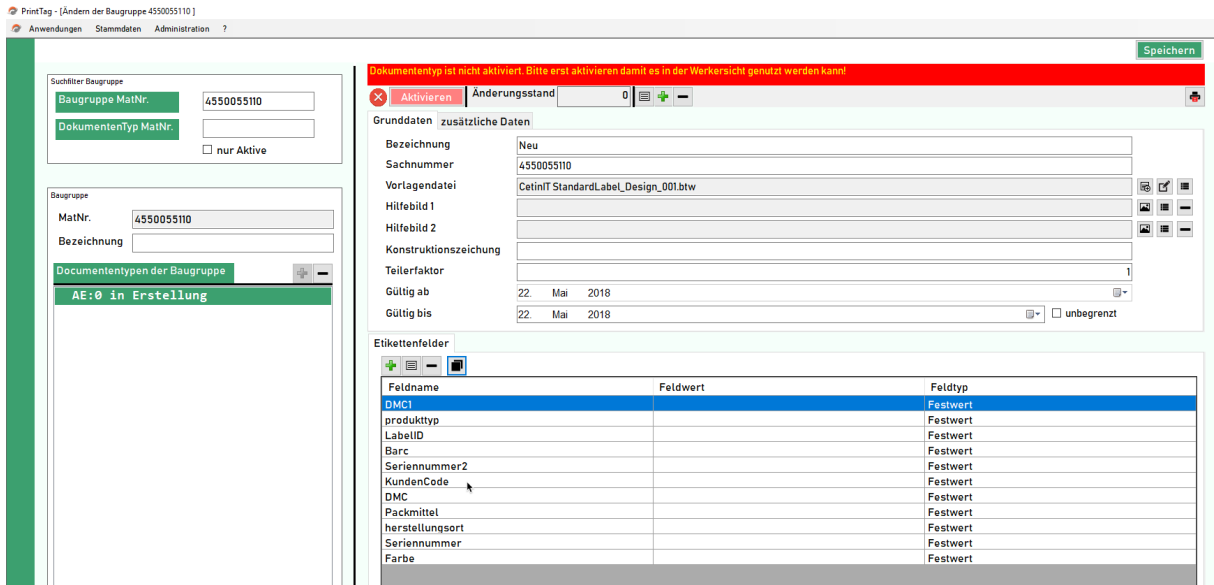 PrintTag - [Ändern der Baugruppe 4550055110 ]
Anwendungen Stammdaten Administration ?
Speichern
Suchfilter Baugruppe
Baugruppe MatNr. 4550055110
DokumentenTyp MatNr.
nur Aktive
Baugruppe
MatNr. 4550055110
Bezeichnung
Documententypen der Baugruppe
AE:0 in Erstellung
Dokumententyp ist nicht aktiviert. Bitte erst aktivieren damit es in der Werkersicht genutzt werden kann!
Aktivieren Änderungsstand 0
Grunddaten zusätzliche Daten
Bezeichnung Neu
Sachnummer 4550055110
Vorlagendatei CetinIT StandardLabel_Design_001.btw
Hilfebild 1
Hilfebild 2
Konstruktionszeichung
Teilerfaktor 1
Gültig ab 22. Mai 2018
Gültig bis 22. Mai 2018 unbegrenzt
Etikettenfelder
Feldname Feldwert Feldtyp
DMC1 Festwert
produkttyp Festwert
LabelID Festwert
Barc Festwert
Seriennummer2 Festwert
KundenCode Festwert
DMC Festwert
Packmittel Festwert
herstellungsort Festwert
Seriennummer Festwert
Farbe Festwert